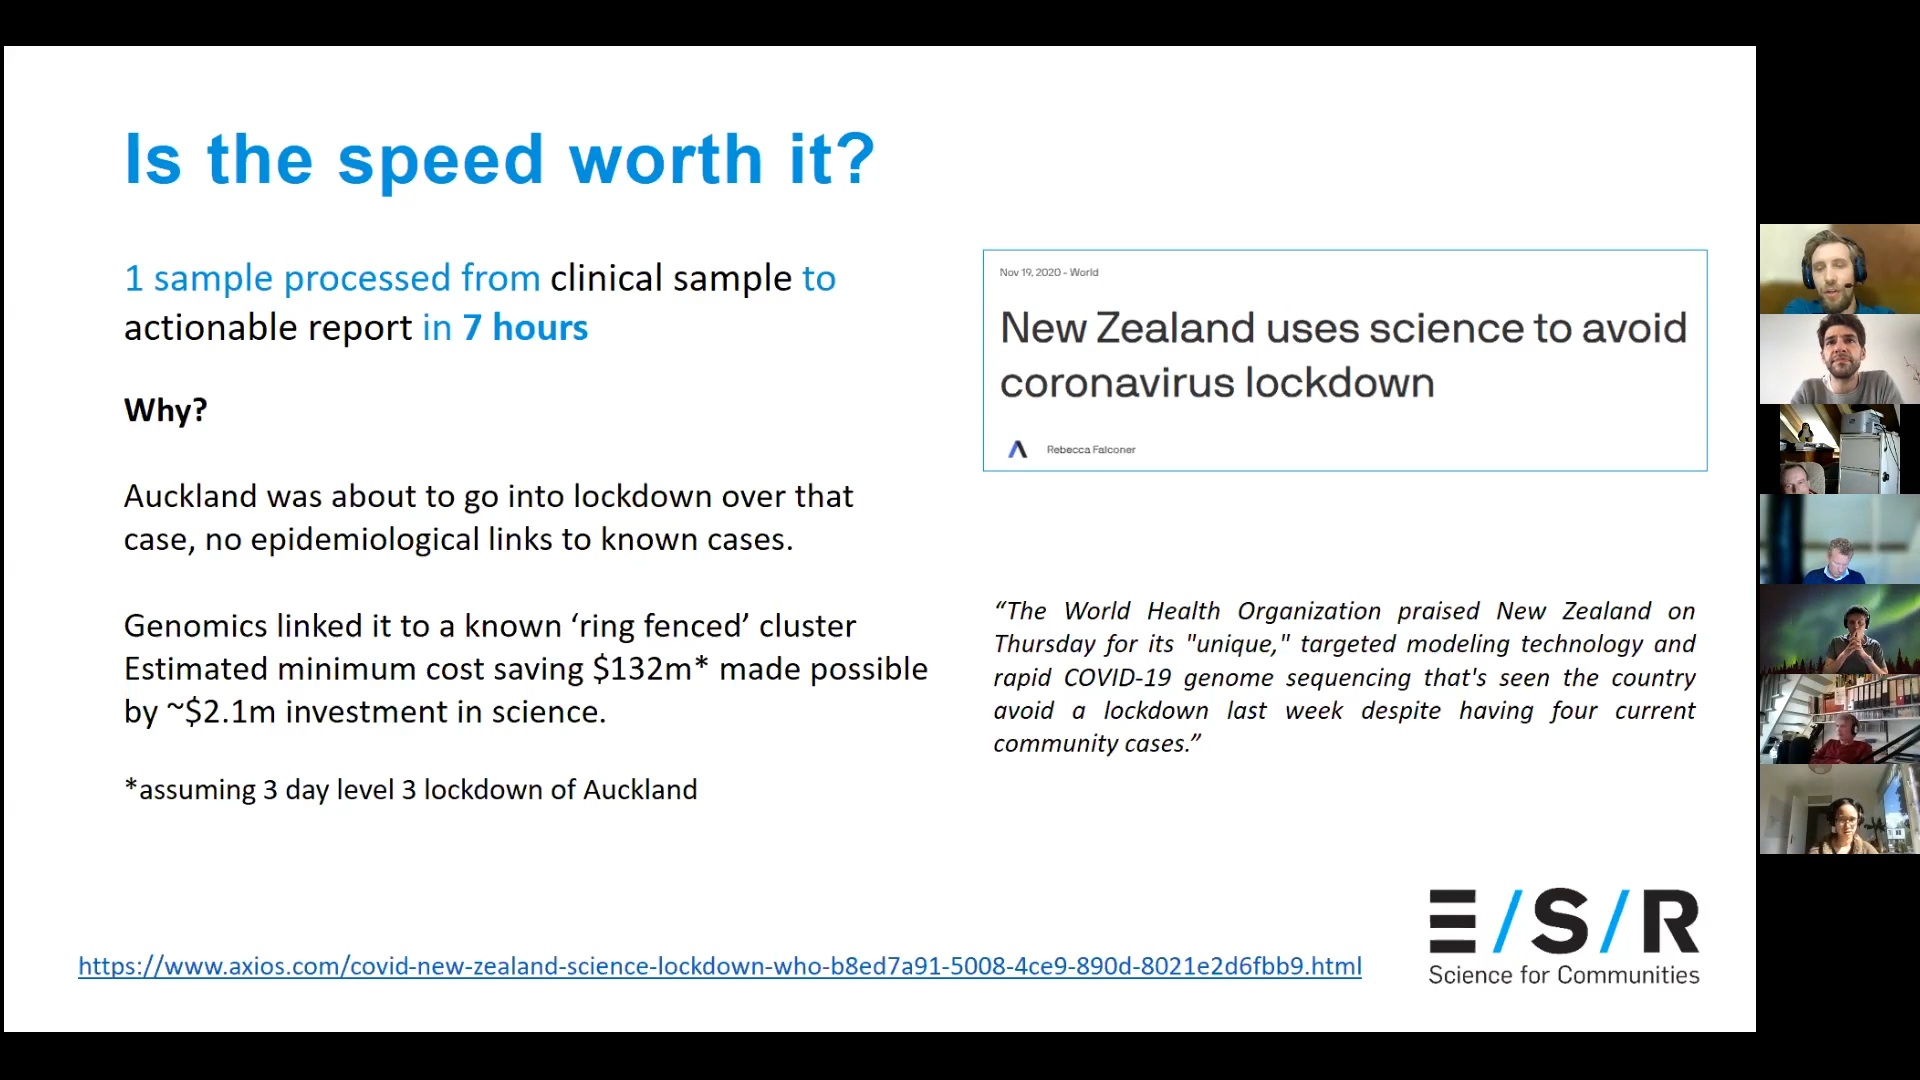 Is the speed worth it?
1 sample processed from clinical sample to
actionable report in 7 hours
Why?
Auckland was about to go into lockdown over that
case, no epidemiological links to known cases.
Genomics linked it to a known ‘ring fenced’ cluster
Estimated minimum cost saving $132m* made possible
by ~$2.1m investment in science.
*assuming 3 day level 3 lockdown of Auckland
Nov 19, 2020 - World
New Zealand uses science to avoid
coronavirus lockdown
Rebecca Falconer
“The World Health Organization praised New Zealand on
Thursday for its "unique," targeted modeling technology and
rapid COVID-19 genome sequencing that's seen the country
avoid a lockdown last week despite having four current
community cases.”
https://www.axios.com/covid-new-zealand-science-lockdown-who-b8ed7a91-5008-4ce9-890d-8021e2d6fbb9.html
E/S/R
Science for Communities